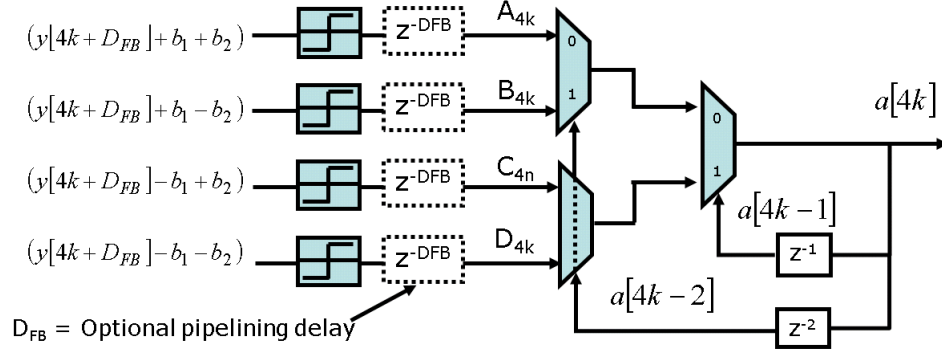 (y[4k + D_FB] + b_1 + b_2)
z^-DFB
A_4k
(y[4k + D_FB] + b_1 − b_2)
z^-DFB
B_4k
0
1
(y[4k + D_FB] − b_1 + b_2)
z^-DFB
C_4n
(y[4k + D_FB] − b_1 − b_2)
z^-DFB
D_4k
0
1
a[4k]
a[4k − 1]
z^-1
a[4k − 2]
z^-2
D_FB = Optional pipelining delay